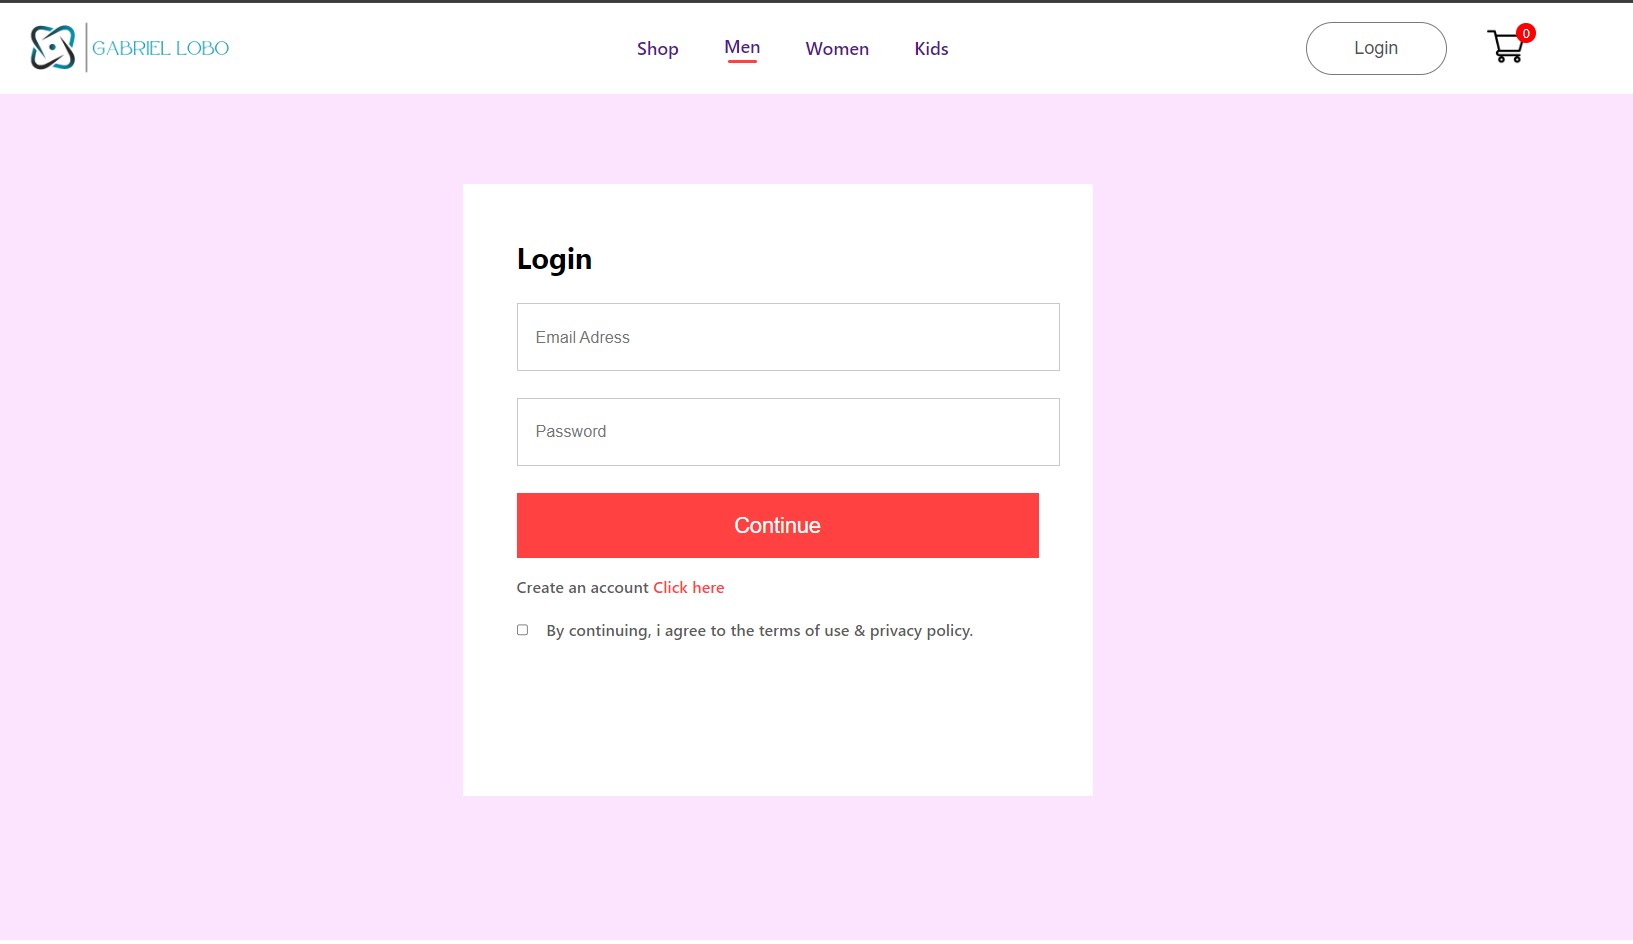 GABRIEL LOBO
Shop
Men
Women
Kids
Login
0
Login
Email Adress
Password
Continue
Create an account Click here
By continuing, i agree to the terms of use & privacy policy.